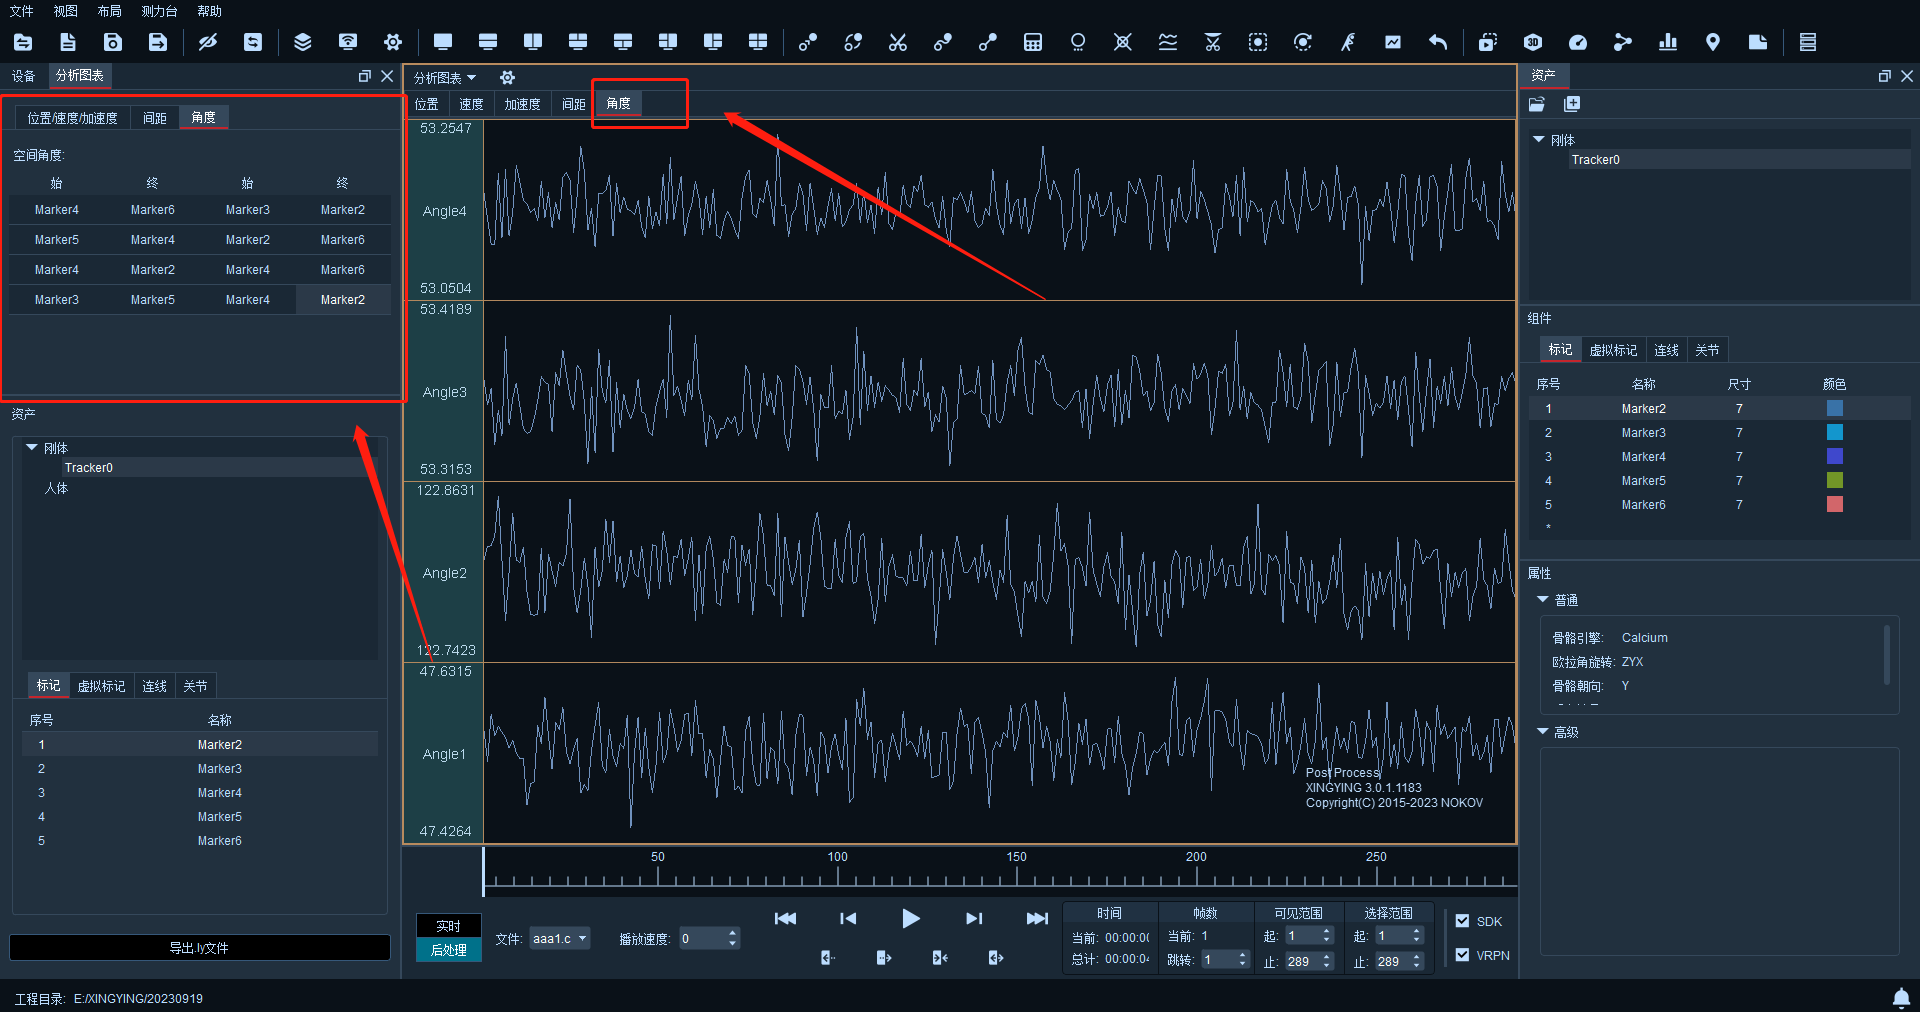 文件 视图 布局 测力台 帮助
设备 分析图表
位置/速度/加速度 间距 角度
空间角度:
始 终 始 终
Marker4 Marker6 Marker3 Marker2
Marker5 Marker4 Marker2 Marker6
Marker4 Marker2 Marker4 Marker6
Marker3 Marker5 Marker4 Marker2
资产
刚体
Tracker0
人体
标记 虚拟标记 连线 关节
序号 名称
1 Marker2
2 Marker3
3 Marker4
4 Marker5
5 Marker6
导出.ly文件
分析图表
位置 速度 加速度 间距 角度
53.2547
Angle4
53.0504
53.4189
Angle3
53.3153
122.8631
Angle2
122.7423
47.6315
Angle1
47.4264
Post Process
XINGYING 3.0.1.1183
Copyright(C) 2015-2023 NOKOV
50 100 150 200 250
实时
后处理
文件: aaa1.c
播放速度: 0
时间 帧数 可见范围 选择范围
当前: 00:00:00 当前: 1 起: 1 起: 1
总计: 00:00:04 跳转: 1 止: 289 止: 289
SDK
VRPN
资产
刚体
Tracker0
组件
标记 虚拟标记 连线 关节
序号 名称 尺寸 颜色
1 Marker2 7
2 Marker3 7
3 Marker4 7
4 Marker5 7
5 Marker6 7
*
属性
普通
骨骼引擎: Calcium
欧拉角旋转: ZYX
骨骼朝向: Y
高级
工程目录: E:/XINGYING/20230919